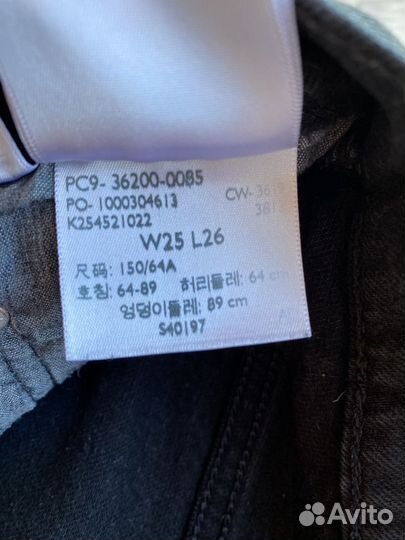 PC9- 36200-0085
PO- 1000304613 CW-
K254521022
W25 L26
尺码: 150/64A
호칭: 64-89 허리둘레: 64 cm
엉덩이둘레: 89 cm
S40197
Avito